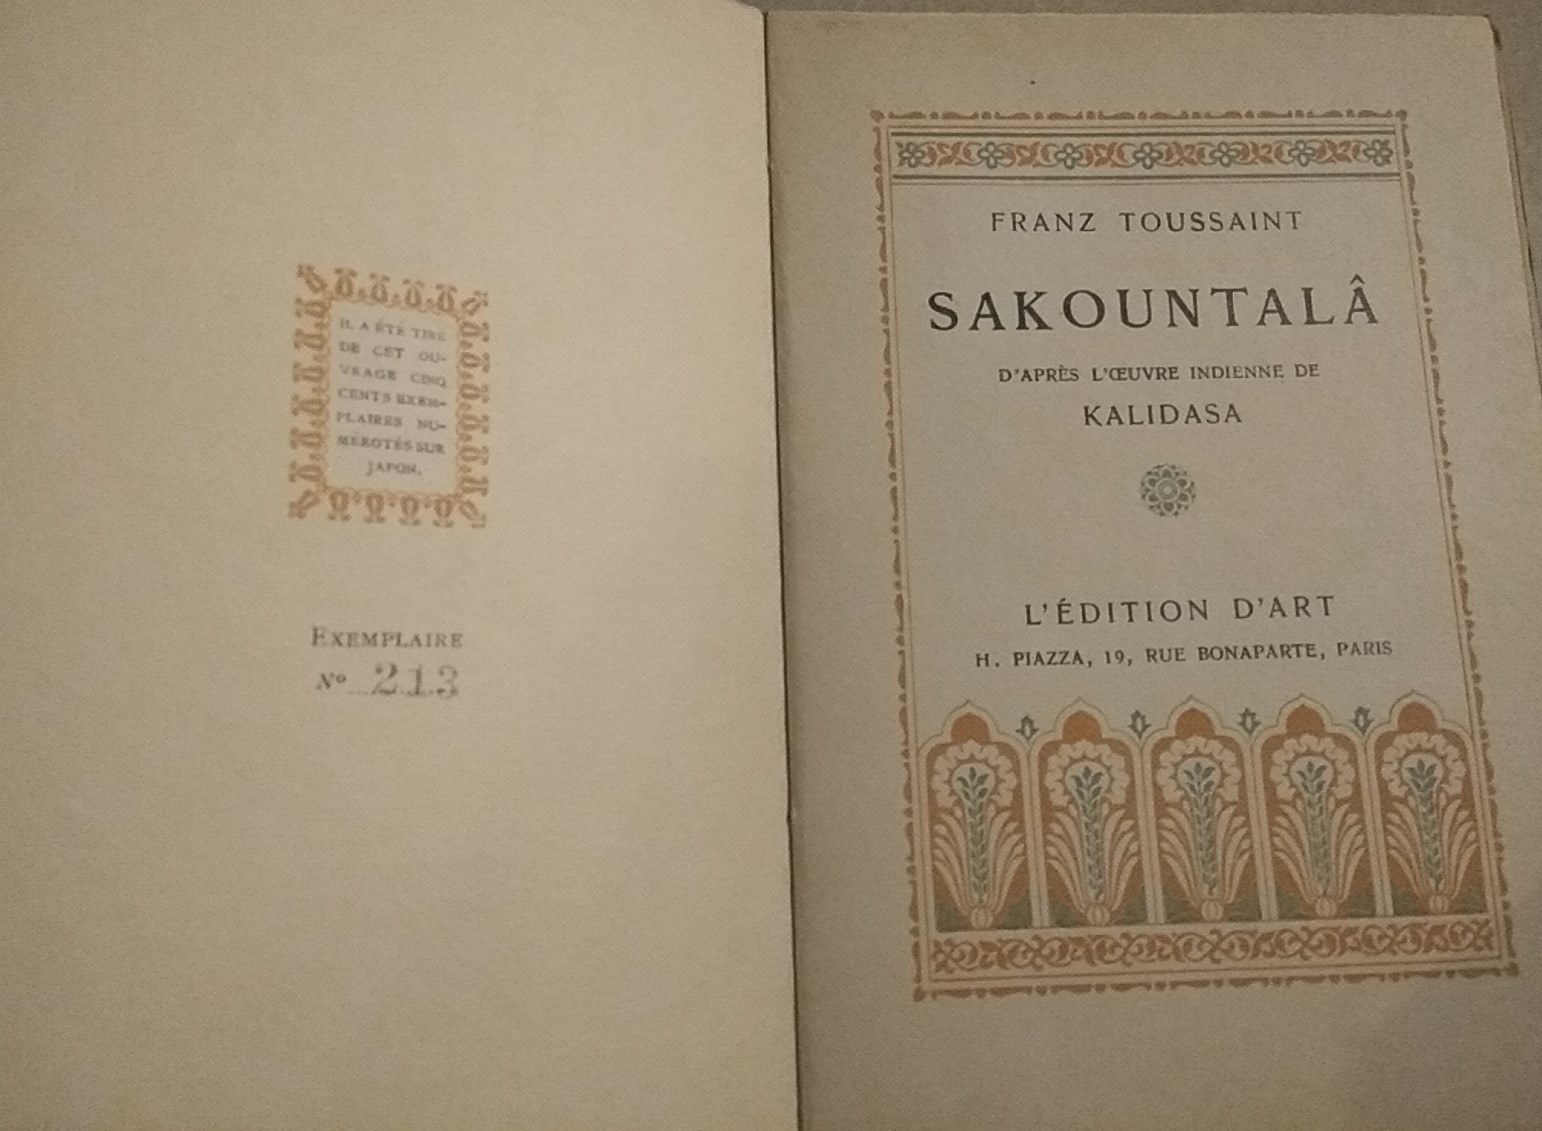 IL A ÉTÉ TIRÉ
DE CET OU-
VRAGE CINQ
CENTS EXEM-
PLAIRES NU-
MÉROTÉS SUR
JAPON.
EXEMPLAIRE
Nº 213
FRANZ TOUSSAINT
SAKOUNTALÂ
D'APRÈS L'ŒUVRE INDIENNE DE
KALIDASA
L'ÉDITION D'ART
H. PIAZZA, 19, RUE BONAPARTE, PARIS